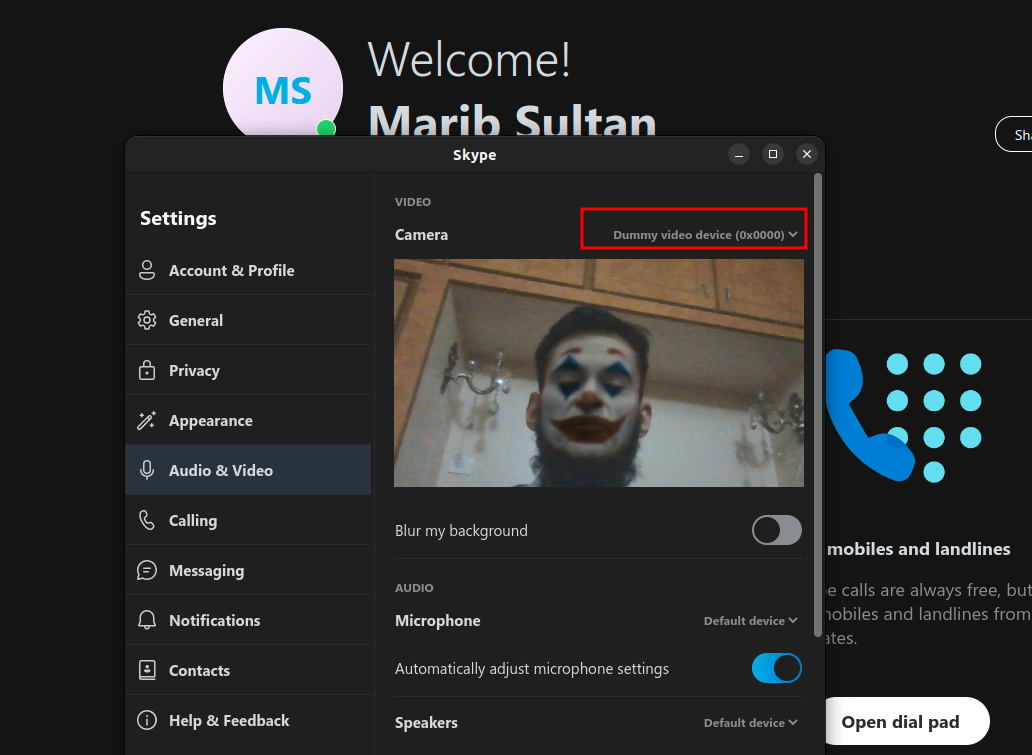 MS
Welcome!
Marib Sultan
Skype
Settings
Account & Profile
General
Privacy
Appearance
Audio & Video
Calling
Messaging
Notifications
Contacts
Help & Feedback
VIDEO
Camera
Dummy video device (0x0000)
Blur my background
AUDIO
Microphone
Default device
Automatically adjust microphone settings
Speakers
Default device
Sha
mobiles and landlines
e calls are always free, but
mobiles and landlines from
ates.
Open dial pad